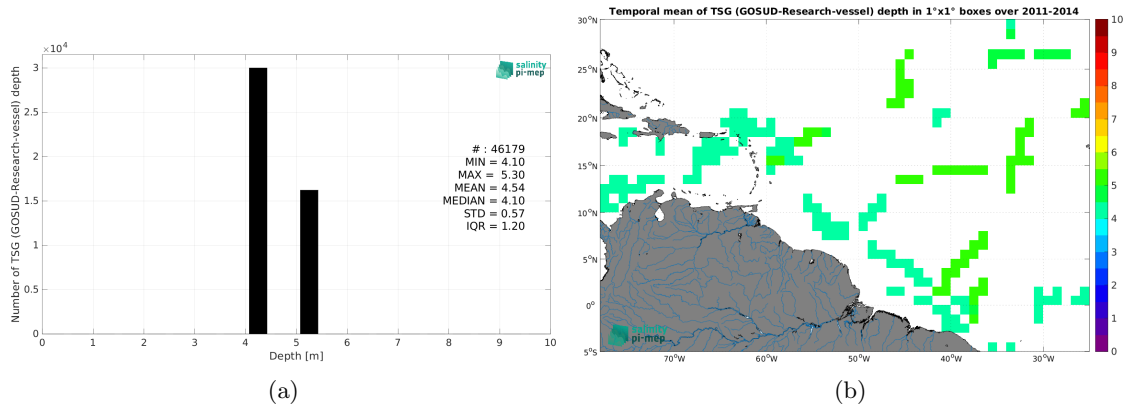 ×10⁴
3
2.5
2
1.5
1
0.5
0
Number of TSG (GOSUD-Research-vessel) depth
0 1 2 3 4 5 6 7 8 9 10
Depth [m]
salinity
pi-mep
# : 46179
MIN = 4.10
MAX = 5.30
MEAN = 4.54
MEDIAN = 4.10
STD = 0.57
IQR = 1.20
(a)
Temporal mean of TSG (GOSUD-Research-vessel) depth in 1°x1° boxes over 2011-2014
30°N
25°N
20°N
15°N
10°N
5°N
0°
5°S
70°W 60°W 50°W 40°W 30°W
salinity
pi-mep
10
9
8
7
6
5
4
3
2
1
0
(b)